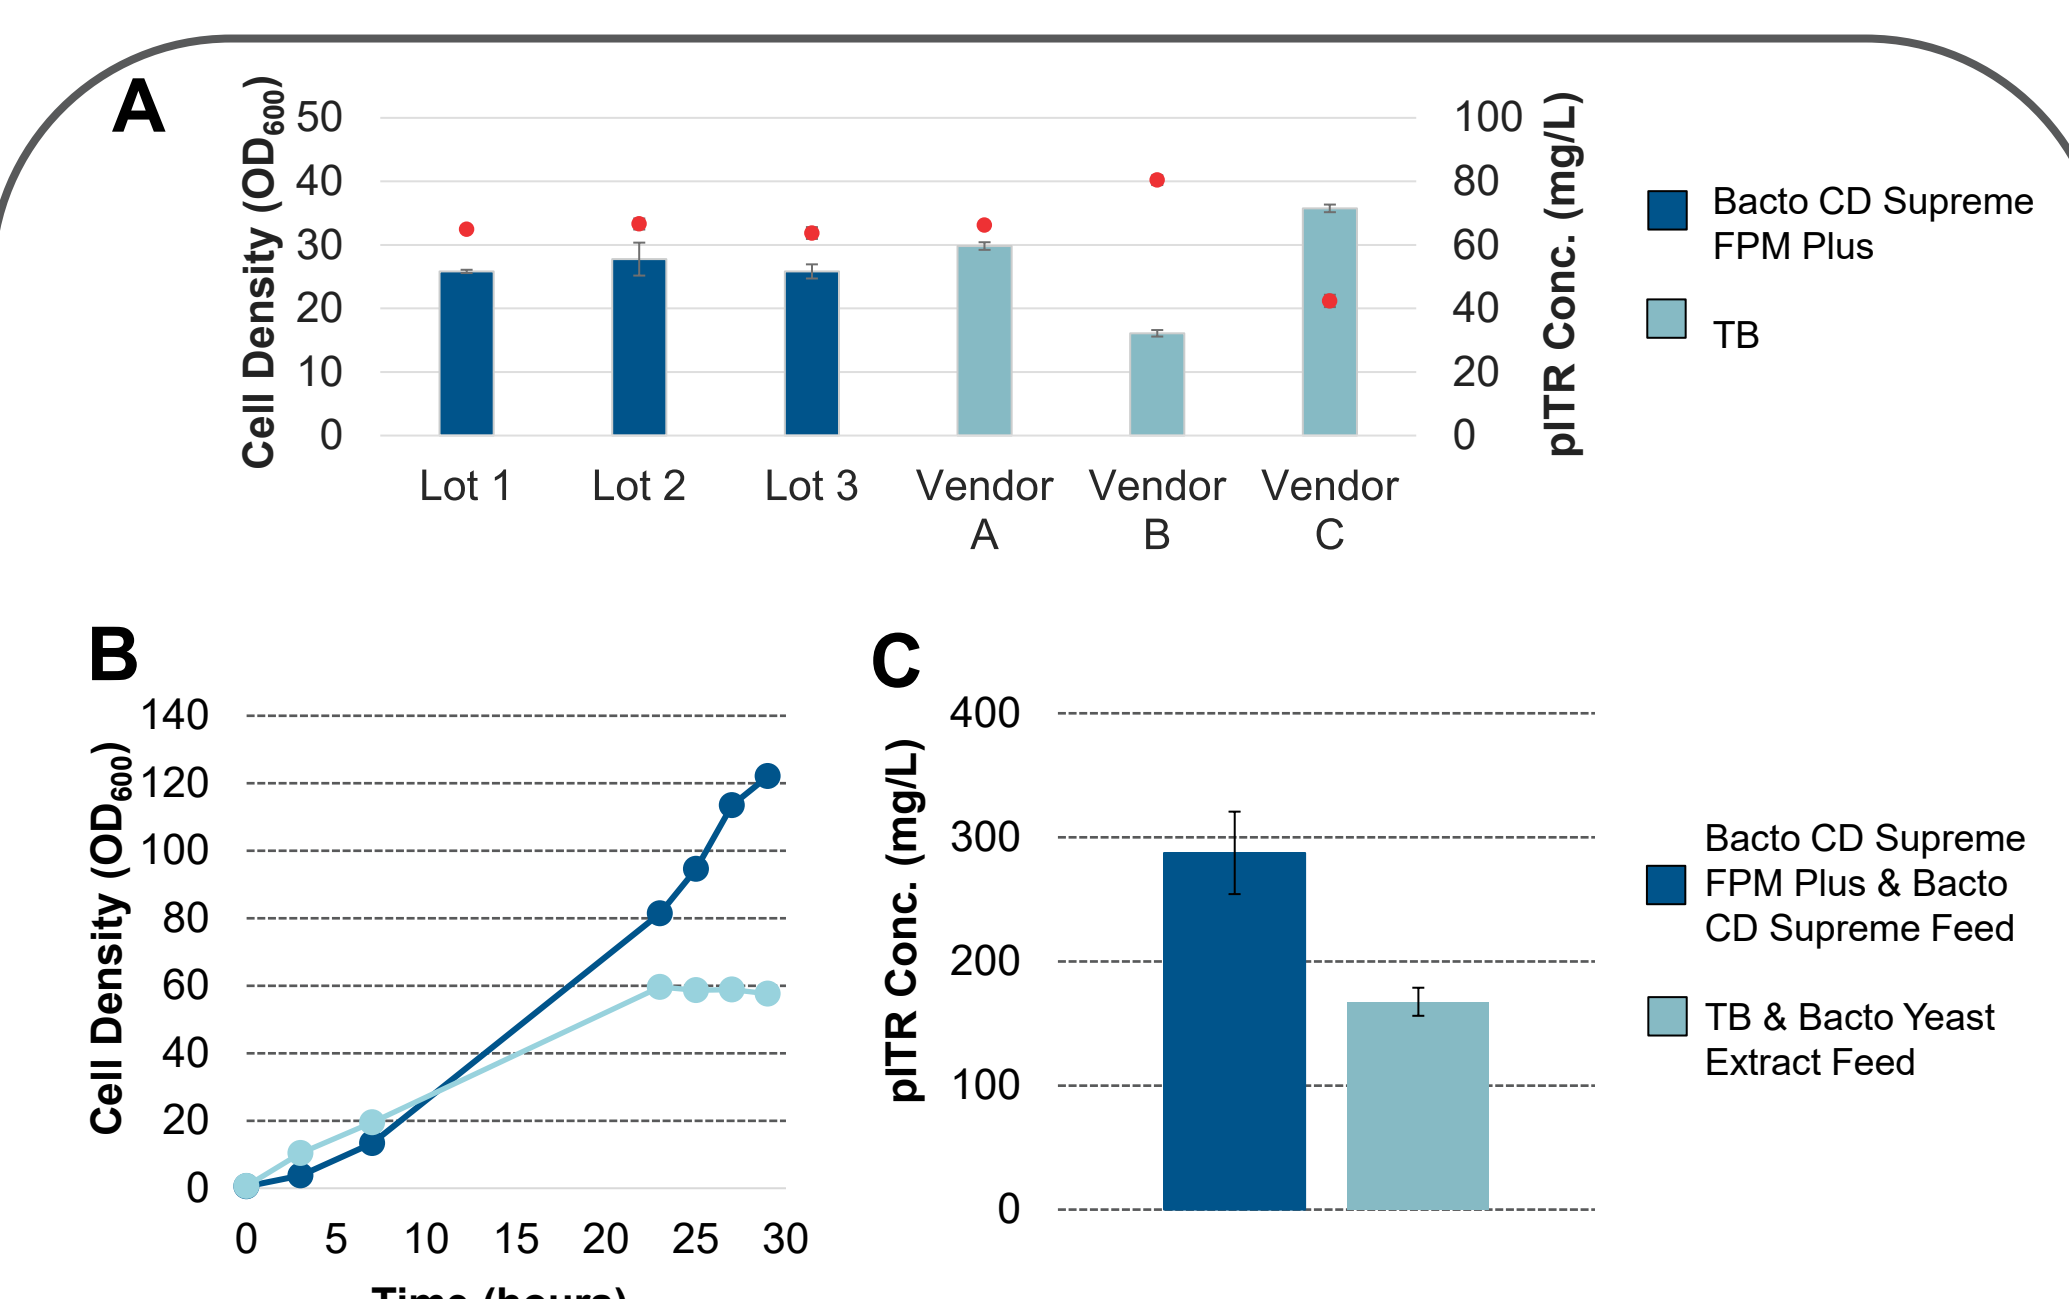 A
Cell Density (OD600)
50
40
30
20
10
0
100
80
60
40
20
0
pITR Conc. (mg/L)
Lot 1
Lot 2
Lot 3
Vendor
A
Vendor
B
Vendor
C
Bacto CD Supreme
FPM Plus
TB
B
Cell Density (OD600)
140
120
100
80
60
40
20
0
0 5 10 15 20 25 30
Time (hours)
C
pITR Conc. (mg/L)
400
300
200
100
0
Bacto CD Supreme
FPM Plus & Bacto
CD Supreme Feed
TB & Bacto Yeast
Extract Feed